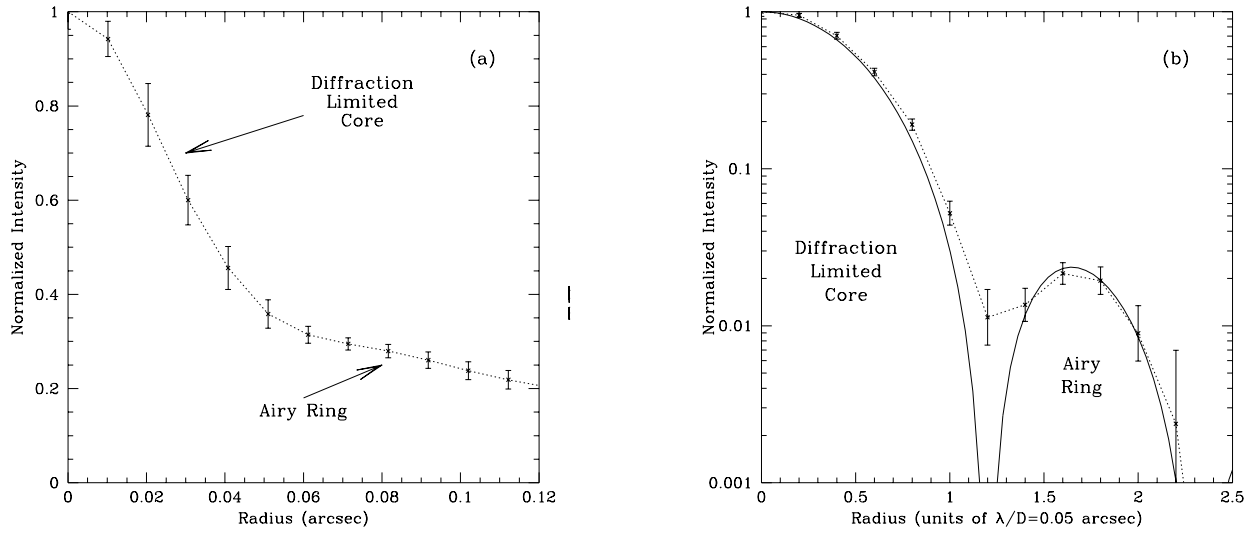 (a)
Diffraction
Limited
Core
Airy Ring
Normalized Intensity
1
0.8
0.6
0.4
0.2
0
0
0.02
0.04
0.06
0.08
0.1
0.12
Radius (arcsec)
(b)
Diffraction
Limited
Core
Airy
Ring
Normalized Intensity
1
0.1
0.01
0.001
0
0.5
1
1.5
2
2.5
Radius (units of λ/D=0.05 arcsec)